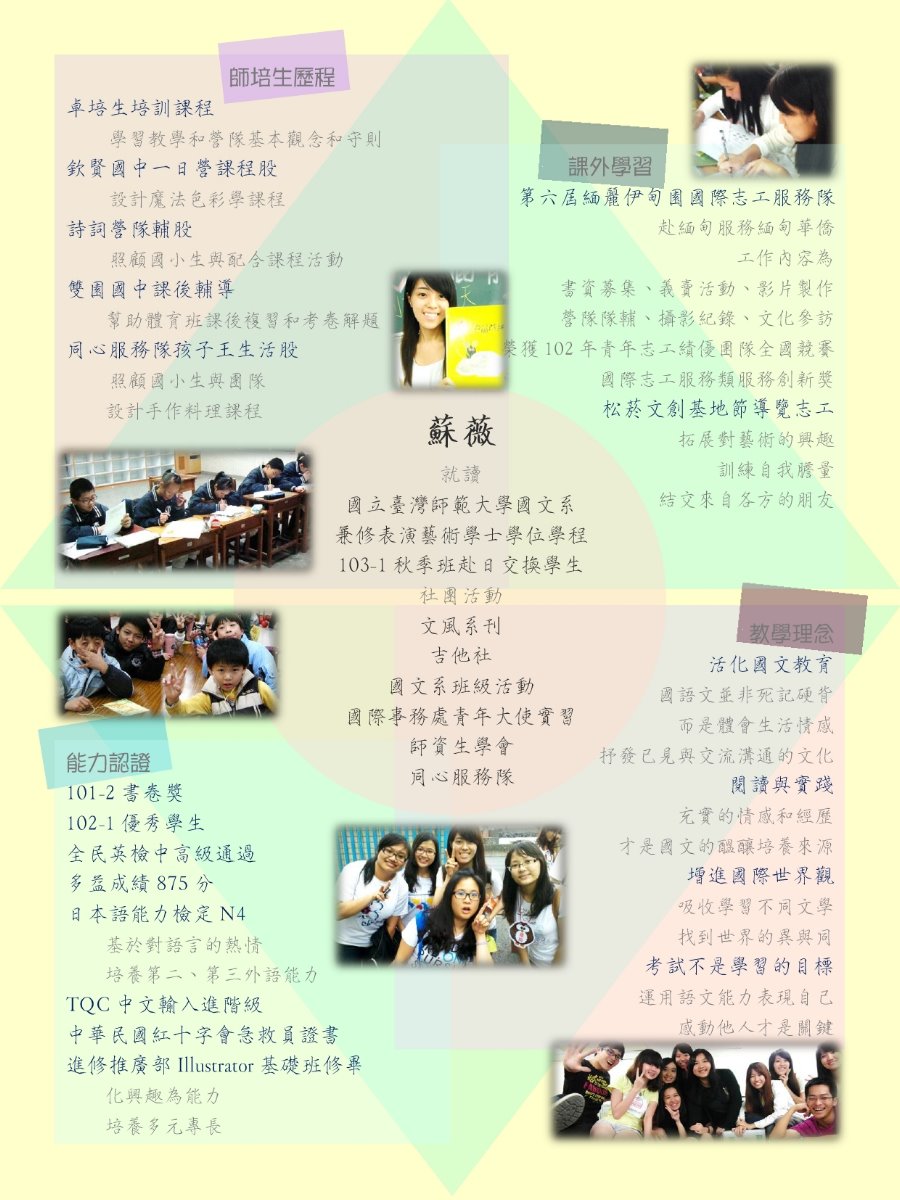 師培生歷程
卓培生培訓課程
學習教學和營隊基本觀念和守則
欽賢國中一日營課程股
設計魔法色彩學課程
詩詞營隊輔股
照顧國小生與配合課程活動
雙園國中課後輔導
幫助體育班課後複習和考卷解題
同心服務隊孩子王生活股
照顧國小生與團隊
設計手作料理課程
課外學習
第六屆緬麗伊甸園國際志工服務隊
赴緬甸服務緬甸華僑
工作內容為
書資募集、義賣活動、影片製作
營隊隊輔、攝影紀錄、文化參訪
榮獲 102 年青年志工績優團隊全國競賽
國際志工服務類服務創新獎
松菸文創基地節導覽志工
拓展對藝術的興趣
訓練自我膽量
結交來自各方的朋友
蘇薇
就讀
國立臺灣師範大學國文系
兼修表演藝術學士學位學程
103-1 秋季班赴日交換學生
社團活動
文風系刊
吉他社
國文系班級活動
國際事務處青年大使實習
師資生學會
同心服務隊
能力認證
101-2 書卷獎
102-1 優秀學生
全民英檢中高級通過
多益成績 875 分
日本語能力檢定 N4
基於對語言的熱情
培養第二、第三外語能力
TQC 中文輸入進階級
中華民國紅十字會急救員證書
進修推廣部 Illustrator 基礎班修畢
化興趣為能力
培養多元專長
教學理念
活化國文教育
國語文並非死記硬背
而是體會生活情感
抒發已見與交流溝通的文化
閱讀與實踐
充實的情感和經歷
才是國文的醞釀培養來源
增進國際世界觀
吸收學習不同文學
找到世界的異與同
考試不是學習的目標
運用語文能力表現自己
感動他人才是關鍵